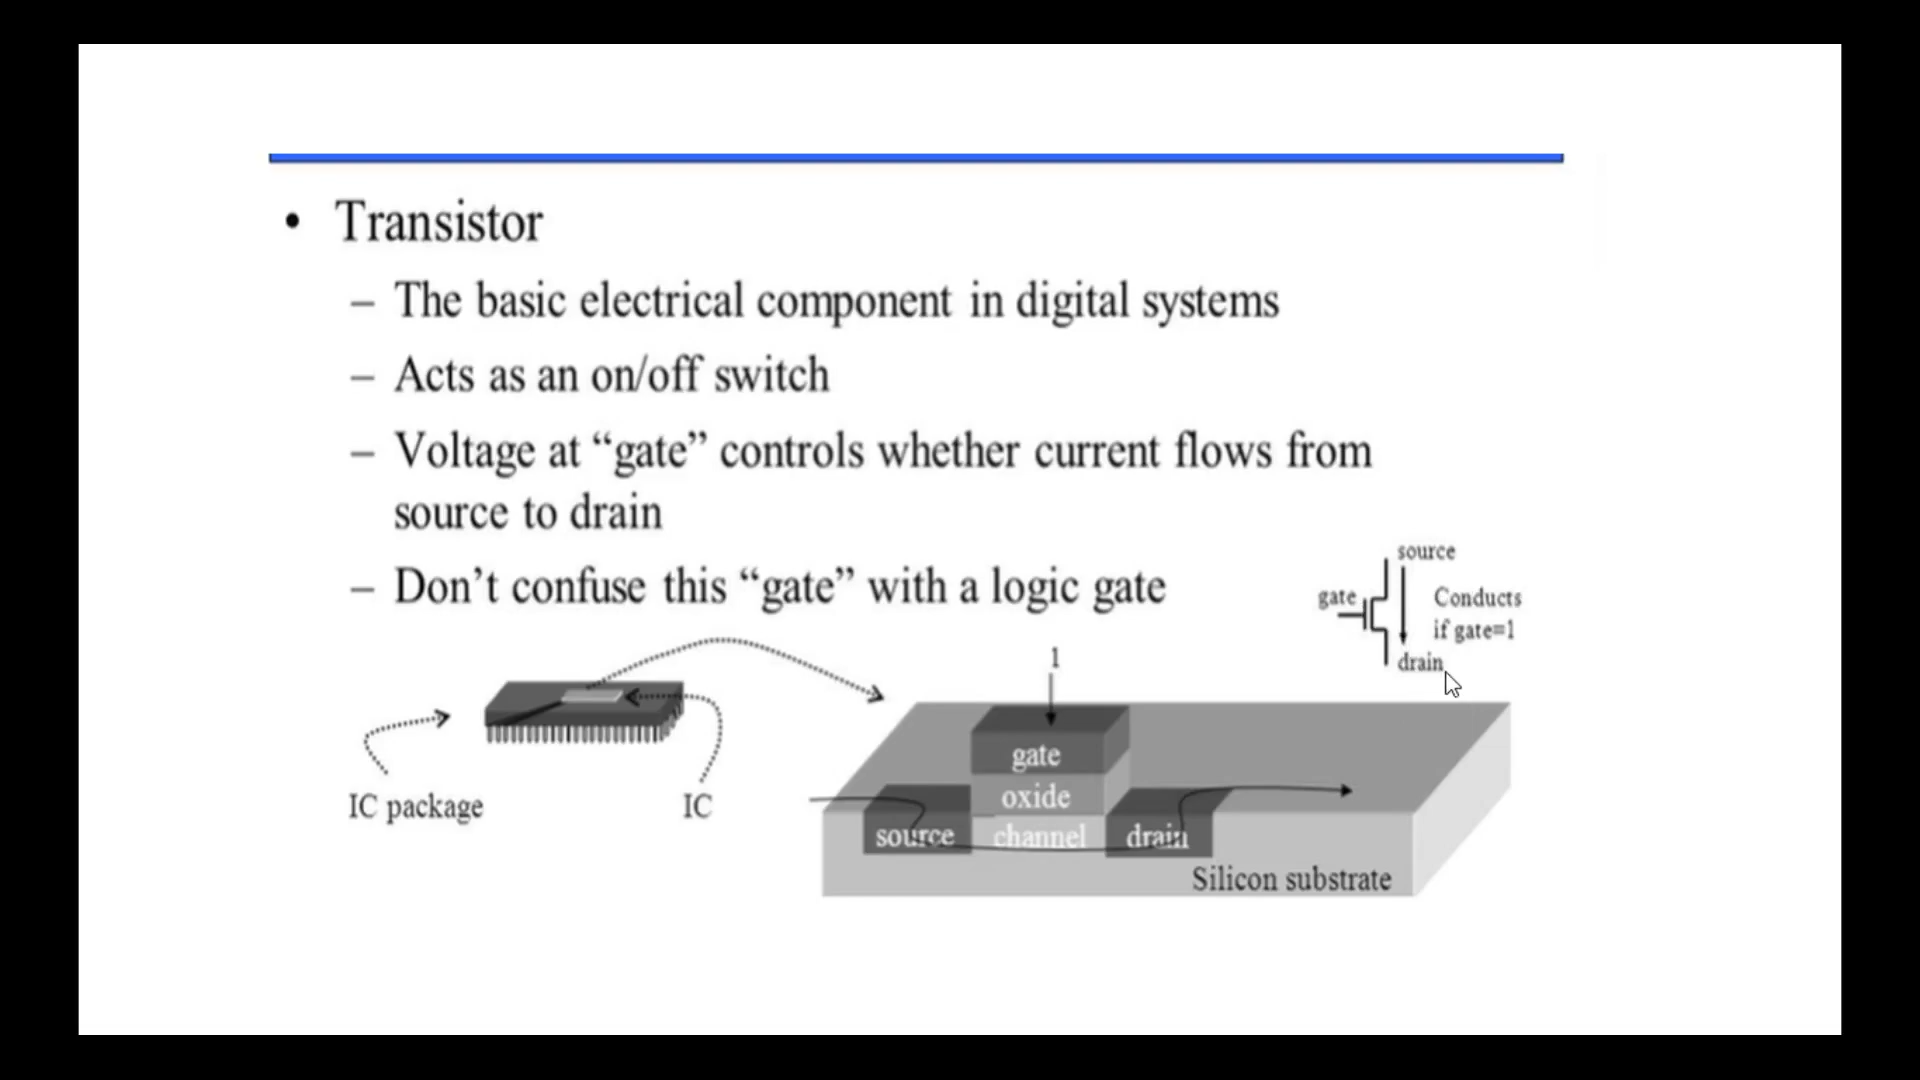 • Transistor
– The basic electrical component in digital systems
– Acts as an on/off switch
– Voltage at “gate” controls whether current flows from
source to drain
– Don’t confuse this “gate” with a logic gate
source
gate
Conducts
if gate=1
drain
1
gate
oxide
source
channel
drain
Silicon substrate
IC package
IC